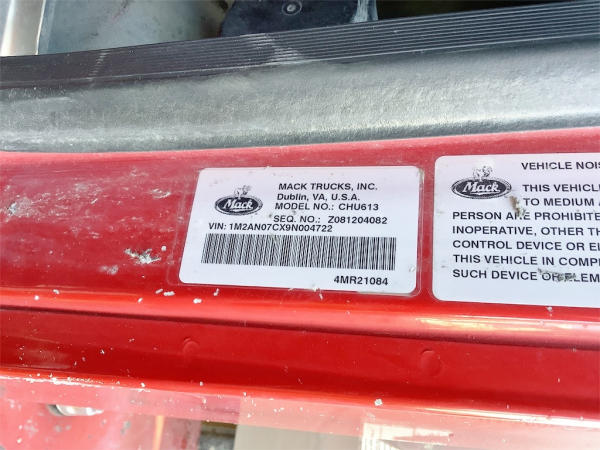 Mack
MACK TRUCKS, INC.
Dublin, VA, U.S.A.
MODEL NO.: CHU613
SEQ. NO.: Z081204082
VIN: 1M2AN07CX9N004722
4MR21084
Mack
VEHICLE NOIS
THIS VEHICL
TO MEDIUM
PERSON ARE PROHIBITE
INOPERATIVE, OTHER TH
CONTROL DEVICE OR EL
THIS VEHICLE IN COMP
SUCH DEVICE OR ELEM